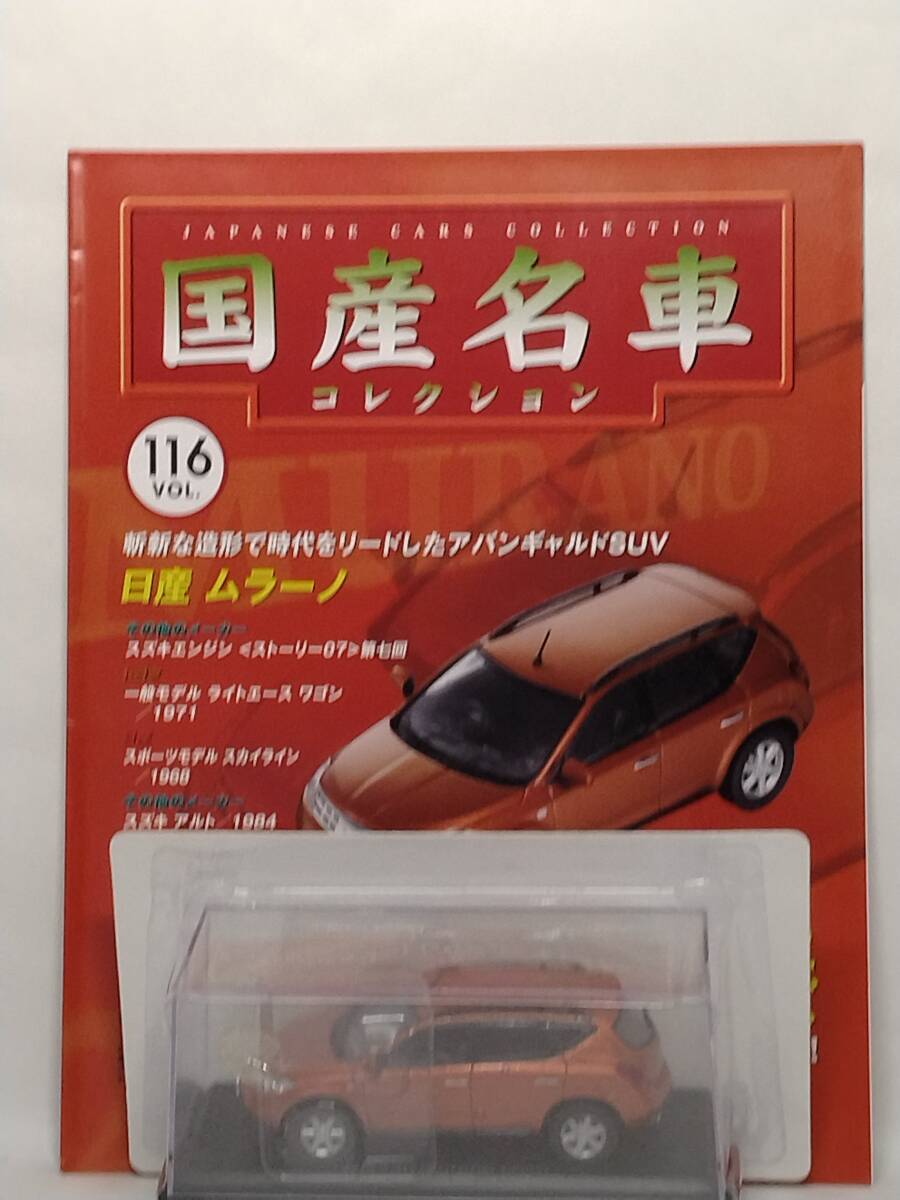 JAPANESE CARS COLLECTION
国産名車
コレクション
116
VOL.
MURANO
斬新な造形で時代をリードしたアバンギャルドSUV
日産 ムラーノ
その他のメーカー
スズキエンジン <ストーリー07>第七回
一般モデル ライトエース ワゴン
/1971
スポーツモデル スカイライン
/1968
その他のメーカー
スズキ アルト/1984